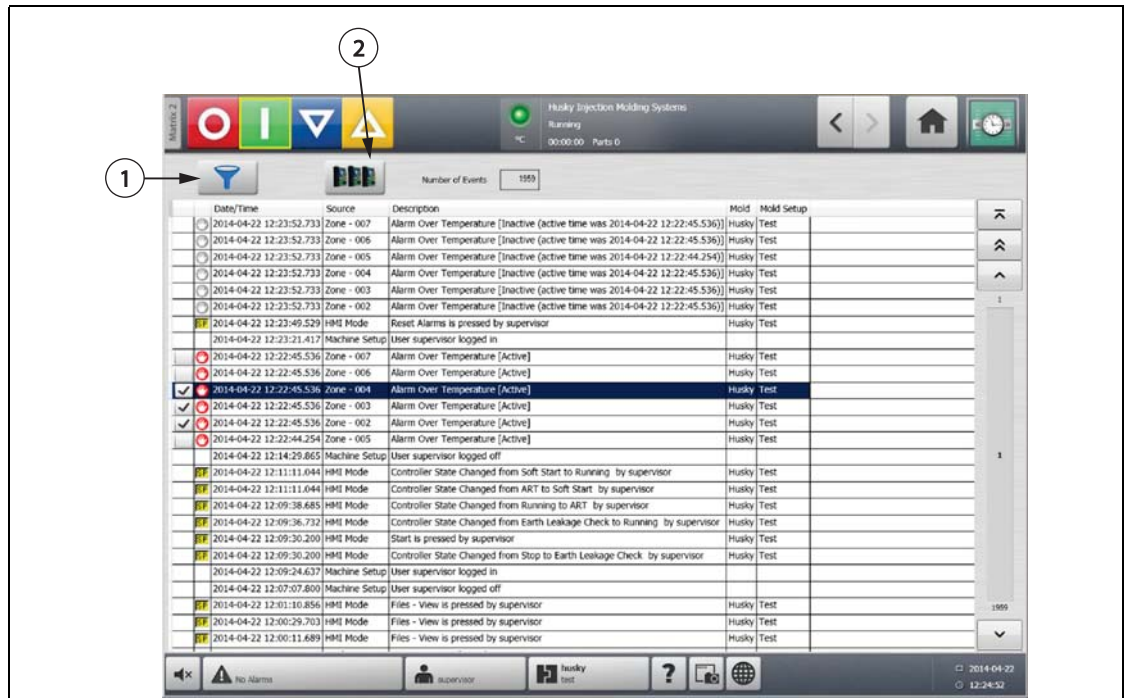 2
1
Matrix 2
Husky Injection Molding Systems
Running
°C 00:00:00 Parts 0
Number of Events 1959
Date/Time Source Description Mold Mold Setup
2014-04-22 12:23:52.733 Zone - 007 Alarm Over Temperature [Inactive (active time was 2014-04-22 12:22:45.536)] Husky Test
2014-04-22 12:23:52.733 Zone - 006 Alarm Over Temperature [Inactive (active time was 2014-04-22 12:22:45.536)] Husky Test
2014-04-22 12:23:52.733 Zone - 005 Alarm Over Temperature [Inactive (active time was 2014-04-22 12:22:44.254)] Husky Test
2014-04-22 12:23:52.733 Zone - 004 Alarm Over Temperature [Inactive (active time was 2014-04-22 12:22:45.536)] Husky Test
2014-04-22 12:23:52.733 Zone - 003 Alarm Over Temperature [Inactive (active time was 2014-04-22 12:22:45.536)] Husky Test
2014-04-22 12:23:52.733 Zone - 002 Alarm Over Temperature [Inactive (active time was 2014-04-22 12:22:45.536)] Husky Test
2014-04-22 12:23:49.529 HMI Mode Reset Alarms is pressed by supervisor Husky Test
2014-04-22 12:23:21.417 Machine Setup User supervisor logged in
2014-04-22 12:22:45.536 Zone - 007 Alarm Over Temperature [Active] Husky Test
2014-04-22 12:22:45.536 Zone - 006 Alarm Over Temperature [Active] Husky Test
2014-04-22 12:22:45.536 Zone - 004 Alarm Over Temperature [Active] Husky Test
2014-04-22 12:22:45.536 Zone - 003 Alarm Over Temperature [Active] Husky Test
2014-04-22 12:22:45.536 Zone - 002 Alarm Over Temperature [Active] Husky Test
2014-04-22 12:22:44.254 Zone - 005 Alarm Over Temperature [Active] Husky Test
2014-04-22 12:14:29.865 Machine Setup User supervisor logged off
2014-04-22 12:11:11.044 HMI Mode Controller State Changed from Soft Start to Running by supervisor Husky Test
2014-04-22 12:11:11.044 HMI Mode Controller State Changed from ART to Soft Start by supervisor Husky Test
2014-04-22 12:09:38.685 HMI Mode Controller State Changed from Running to ART by supervisor Husky Test
2014-04-22 12:09:36.732 HMI Mode Controller State Changed from Earth Leakage Check to Running by supervisor Husky Test
2014-04-22 12:09:30.200 HMI Mode Start is pressed by supervisor Husky Test
2014-04-22 12:09:30.200 HMI Mode Controller State Changed from Stop to Earth Leakage Check by supervisor Husky Test
2014-04-22 12:09:24.637 Machine Setup User supervisor logged in
2014-04-22 12:07:07.800 Machine Setup User supervisor logged off
2014-04-22 12:01:10.856 HMI Mode Files - View is pressed by supervisor Husky Test
2014-04-22 12:00:29.703 HMI Mode Files - View is pressed by supervisor Husky Test
2014-04-22 12:00:11.689 HMI Mode Files - View is pressed by supervisor Husky Test
1
1
1959
No Alarms
supervisor
husky
test
?
2014-04-22
12:24:52